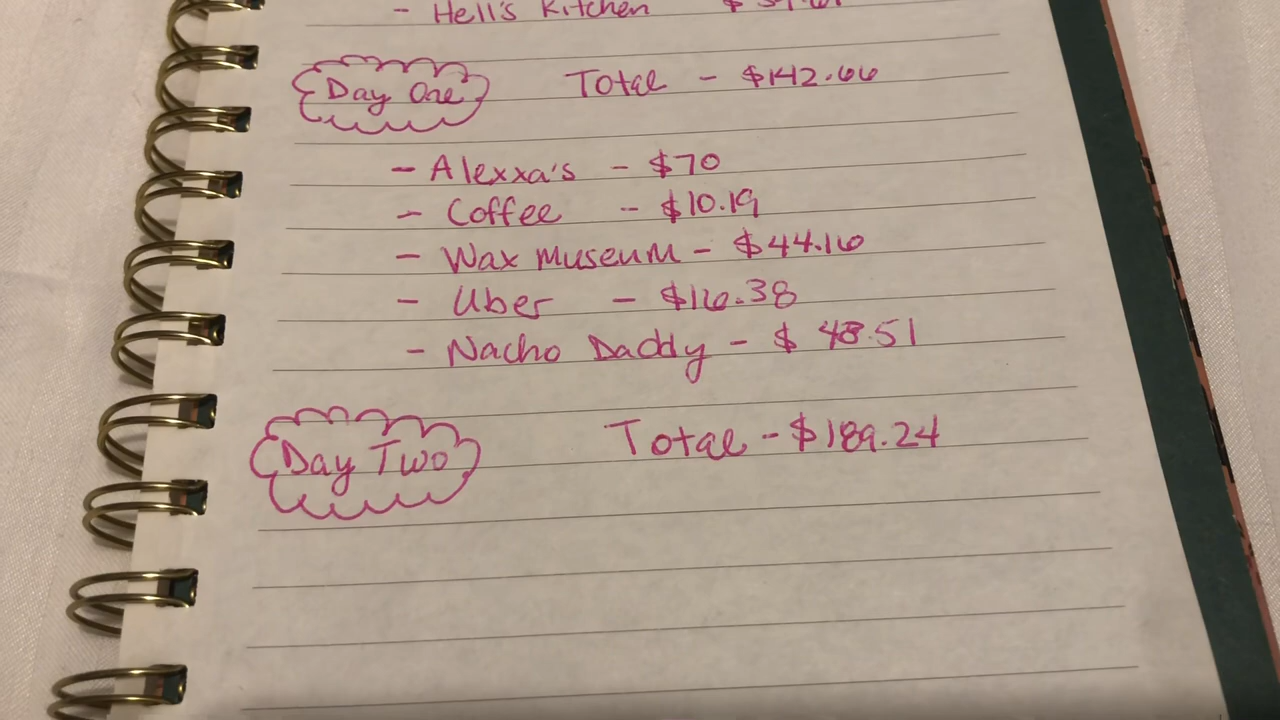 - Hell's Kitchen $
Day One Total - $142.66
- Alexxa's - $70
- Coffee - $10.19
- Wax Museum - $44.16
- Uber - $16.38
- Nacho Daddy - $ 48.51
Day Two Total - $189.24